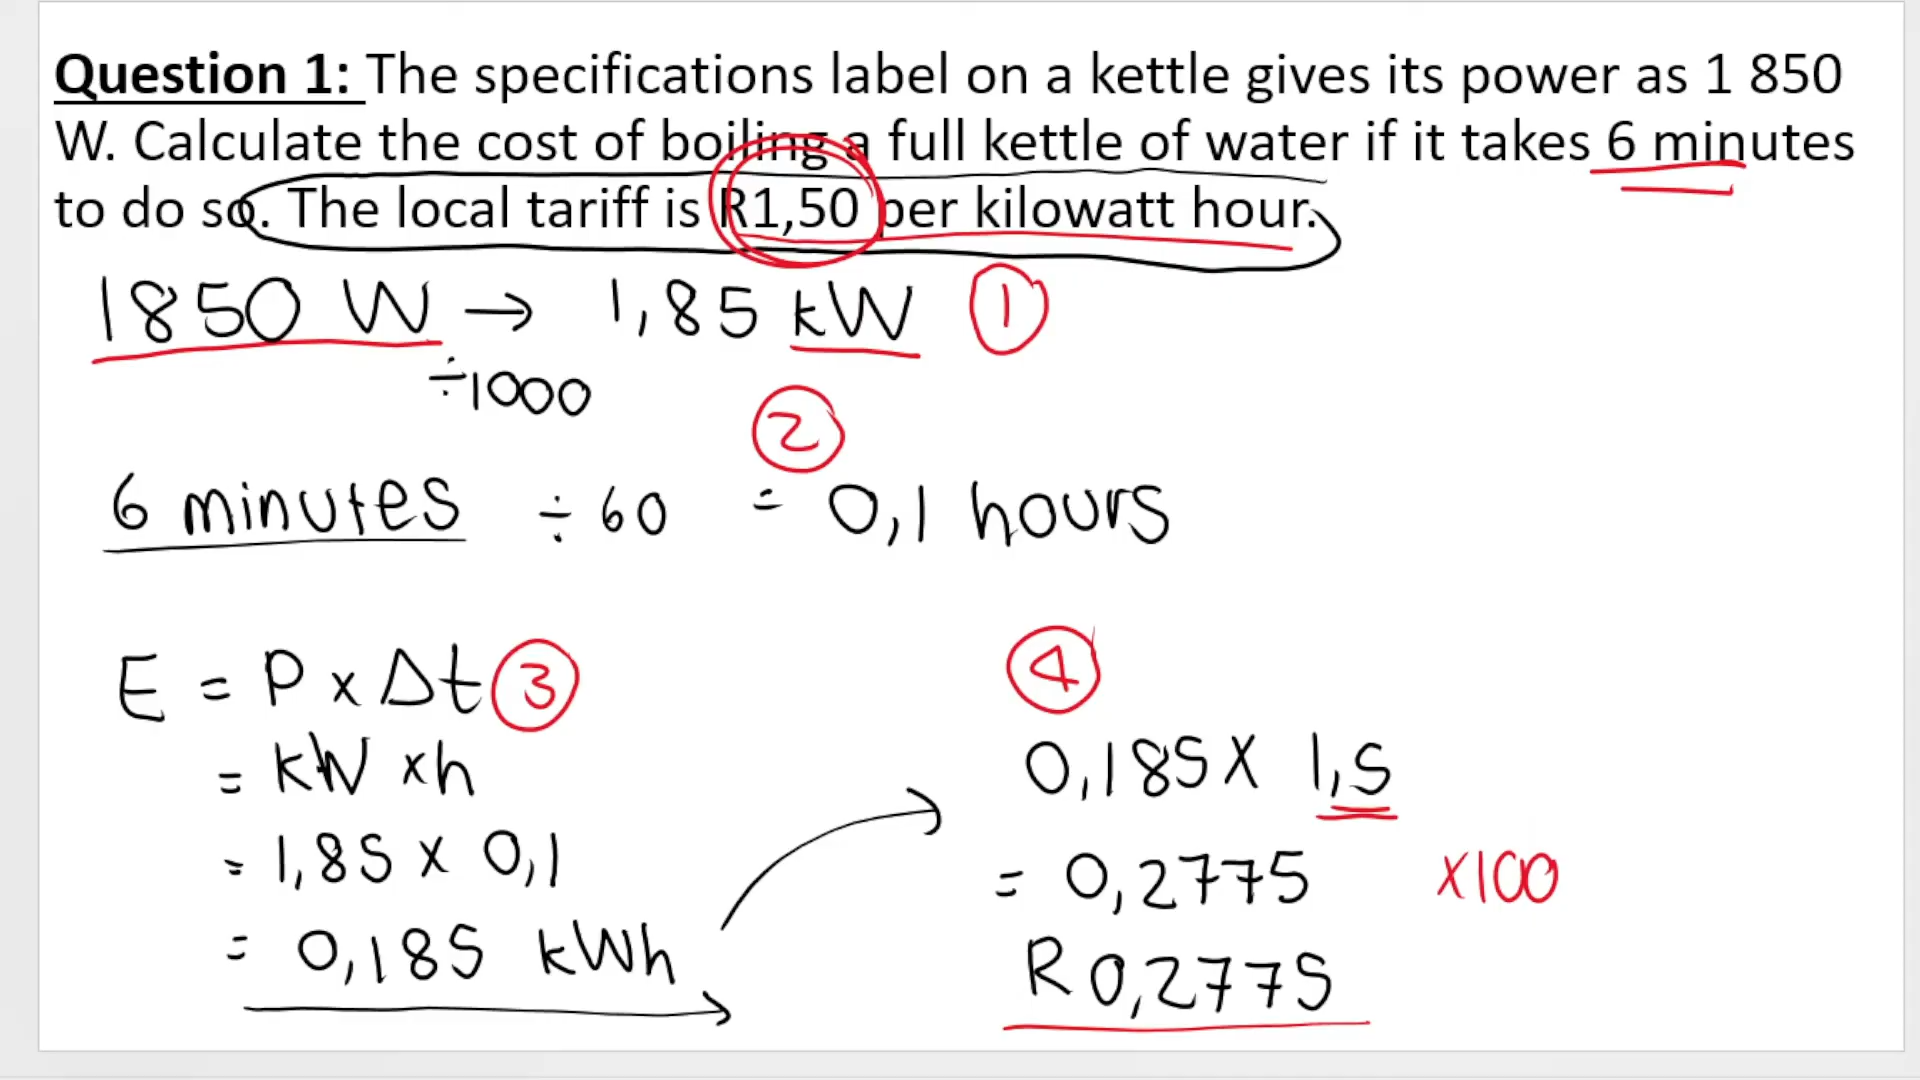 Question 1: The specifications label on a kettle gives its power as 1 850
W. Calculate the cost of boiling a full kettle of water if it takes 6 minutes
to do so. The local tariff is R1,50 per kilowatt hour.
1850 W → 1,85 kW ①
÷1000
②
6 minutes ÷ 60 = 0,1 hours
E = P x Δt ③
= kW xh
= 1,85 x 0,1
= 0,185 kWh
④
0,185 x 1,5
= 0,2775 x100
R 0,2775